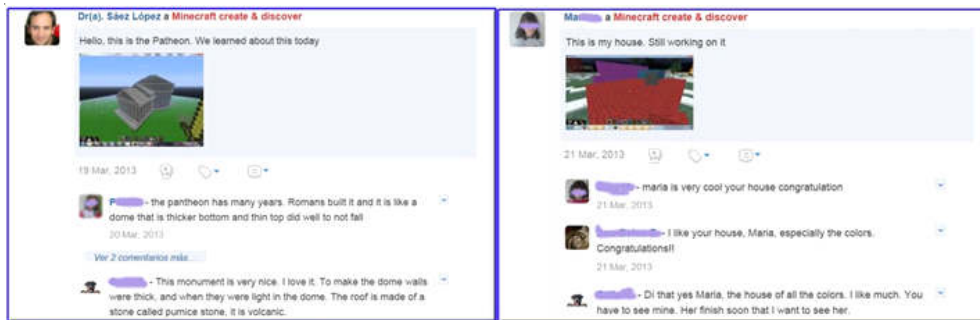 Dr(a). Sáez López a Minecraft create & discover
Hello, this is the Patheon. We learned about this today
19 Mar, 2013
P - the pantheon has many years. Romans built it and it is like a
dome that is thicker bottom and thin top did well to not fall
20 Mar, 2013
Ver 2 comentarios más...
- This monument is very nice. I love it. To make the dome walls
were thick, and when they were light in the dome. The roof is made of a
stone called pumice stone, it is volcanic.
Ma a Minecraft create & discover
This is my house. Still working on it
21 Mar, 2013
- maria is very cool your house congratulation
21 Mar, 2013
- I like your house, Maria, especially the colors.
Congratulations!!
21 Mar, 2013
- Di that yes Maria, the house of all the colors. I like much. You
have to see mine. Her finish soon that I want to see her.